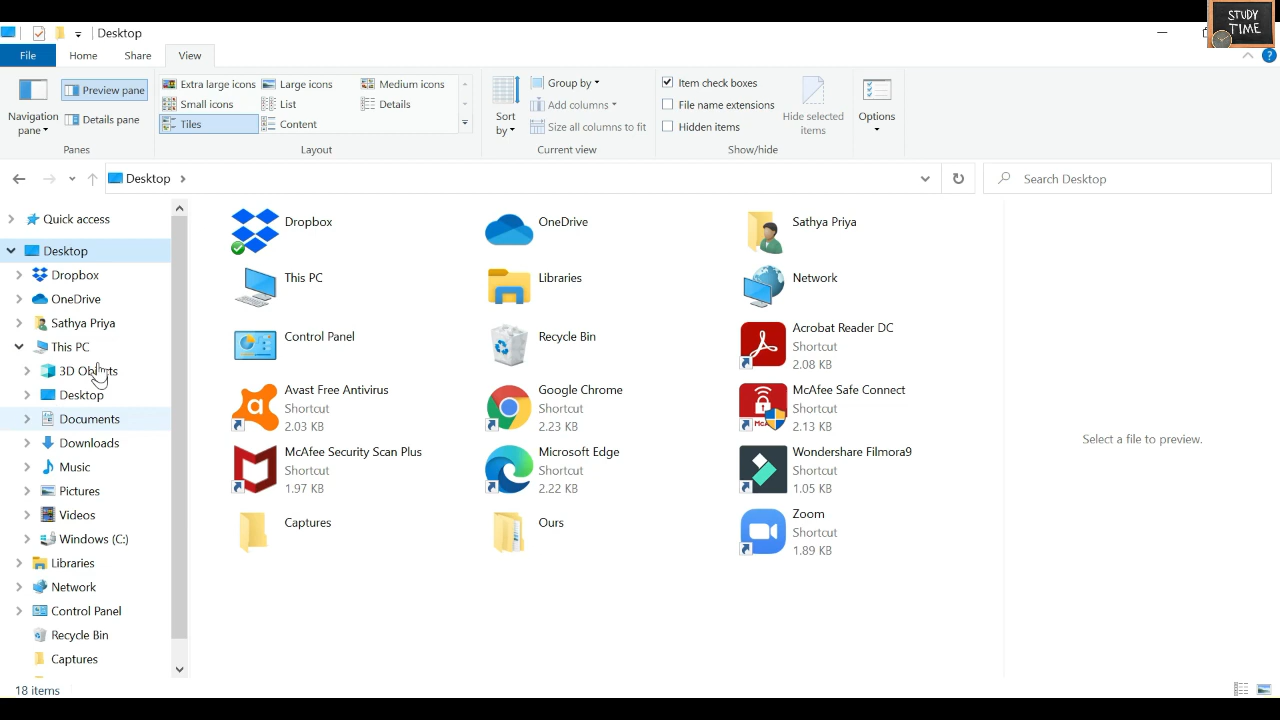 Desktop
STUDY
TIME
File Home Share View
Navigation
pane
Preview pane
Details pane
Panes
Extra large icons Large icons Medium icons
Small icons List Details
Tiles Content
Layout
Sort
by
Group by
Add columns
Size all columns to fit
Current view
Item check boxes
File name extensions
Hidden items
Hide selected
items
Show/hide
Options
Desktop
Search Desktop
Quick access
Desktop
Dropbox
OneDrive
Sathya Priya
This PC
3D Objects
Desktop
Documents
Downloads
Music
Pictures
Videos
Windows (C:)
Libraries
Network
Control Panel
Recycle Bin
Captures
Dropbox
OneDrive
Sathya Priya
This PC
Libraries
Network
Control Panel
Recycle Bin
Acrobat Reader DC
Shortcut
2.08 KB
Avast Free Antivirus
Shortcut
2.03 KB
Google Chrome
Shortcut
2.23 KB
McAfee Safe Connect
Shortcut
2.13 KB
McAfee Security Scan Plus
Shortcut
1.97 KB
Microsoft Edge
Shortcut
2.22 KB
Wondershare Filmora9
Shortcut
1.05 KB
Captures
Ours
Zoom
Shortcut
1.89 KB
Select a file to preview.
18 items